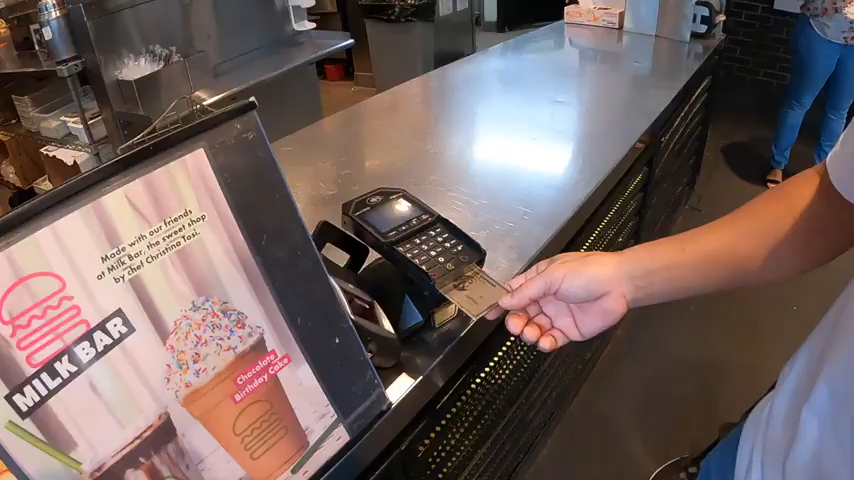 Made with our friends
at Milk Bar, the sweet shop
by chef Christina Tosi.
MILK BAR
Chocolate
Birthday Cake